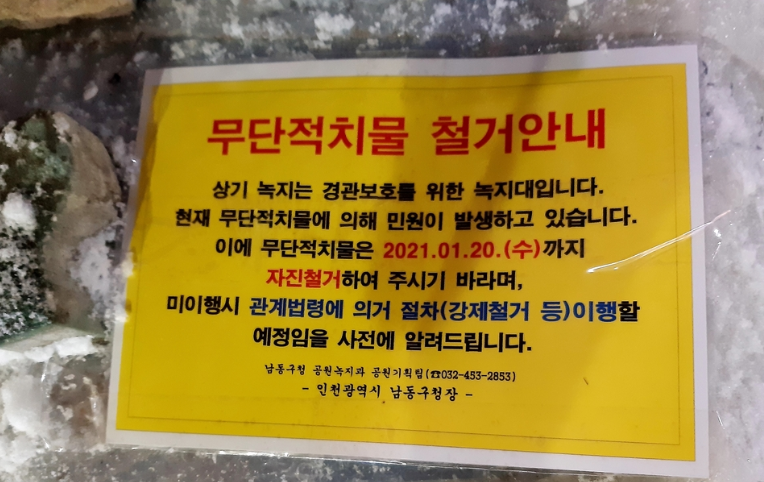 무단적치물 철거안내
상기 녹지는 경관보호를 위한 녹지대입니다.
현재 무단적치물에 의해 민원이 발생하고 있습니다.
이에 무단적치물은 2021.01.20.(수)까지
자진철거하여 주시기 바라며,
미이행시 관계법령에 의거 절차(강제철거 등)이행할
예정임을 사전에 알려드립니다.
남동구청 공원녹지과 공원기획팀(☎032-453-2853)
- 인천광역시 남동구청장 -